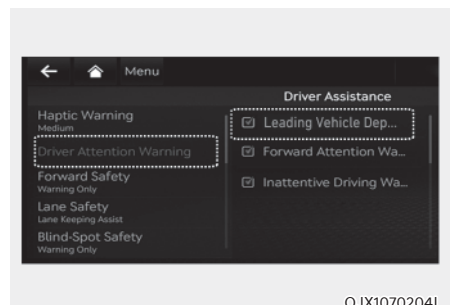 Menu
Driver Assistance
Haptic Warning
Medium
Driver Attention Warning
Forward Safety
Warning Only
Lane Safety
Lane Keeping Assist
Blind-Spot Safety
Warning Only
Leading Vehicle Dep...
Forward Attention Wa...
Inattentive Driving Wa...
OJX1070204L